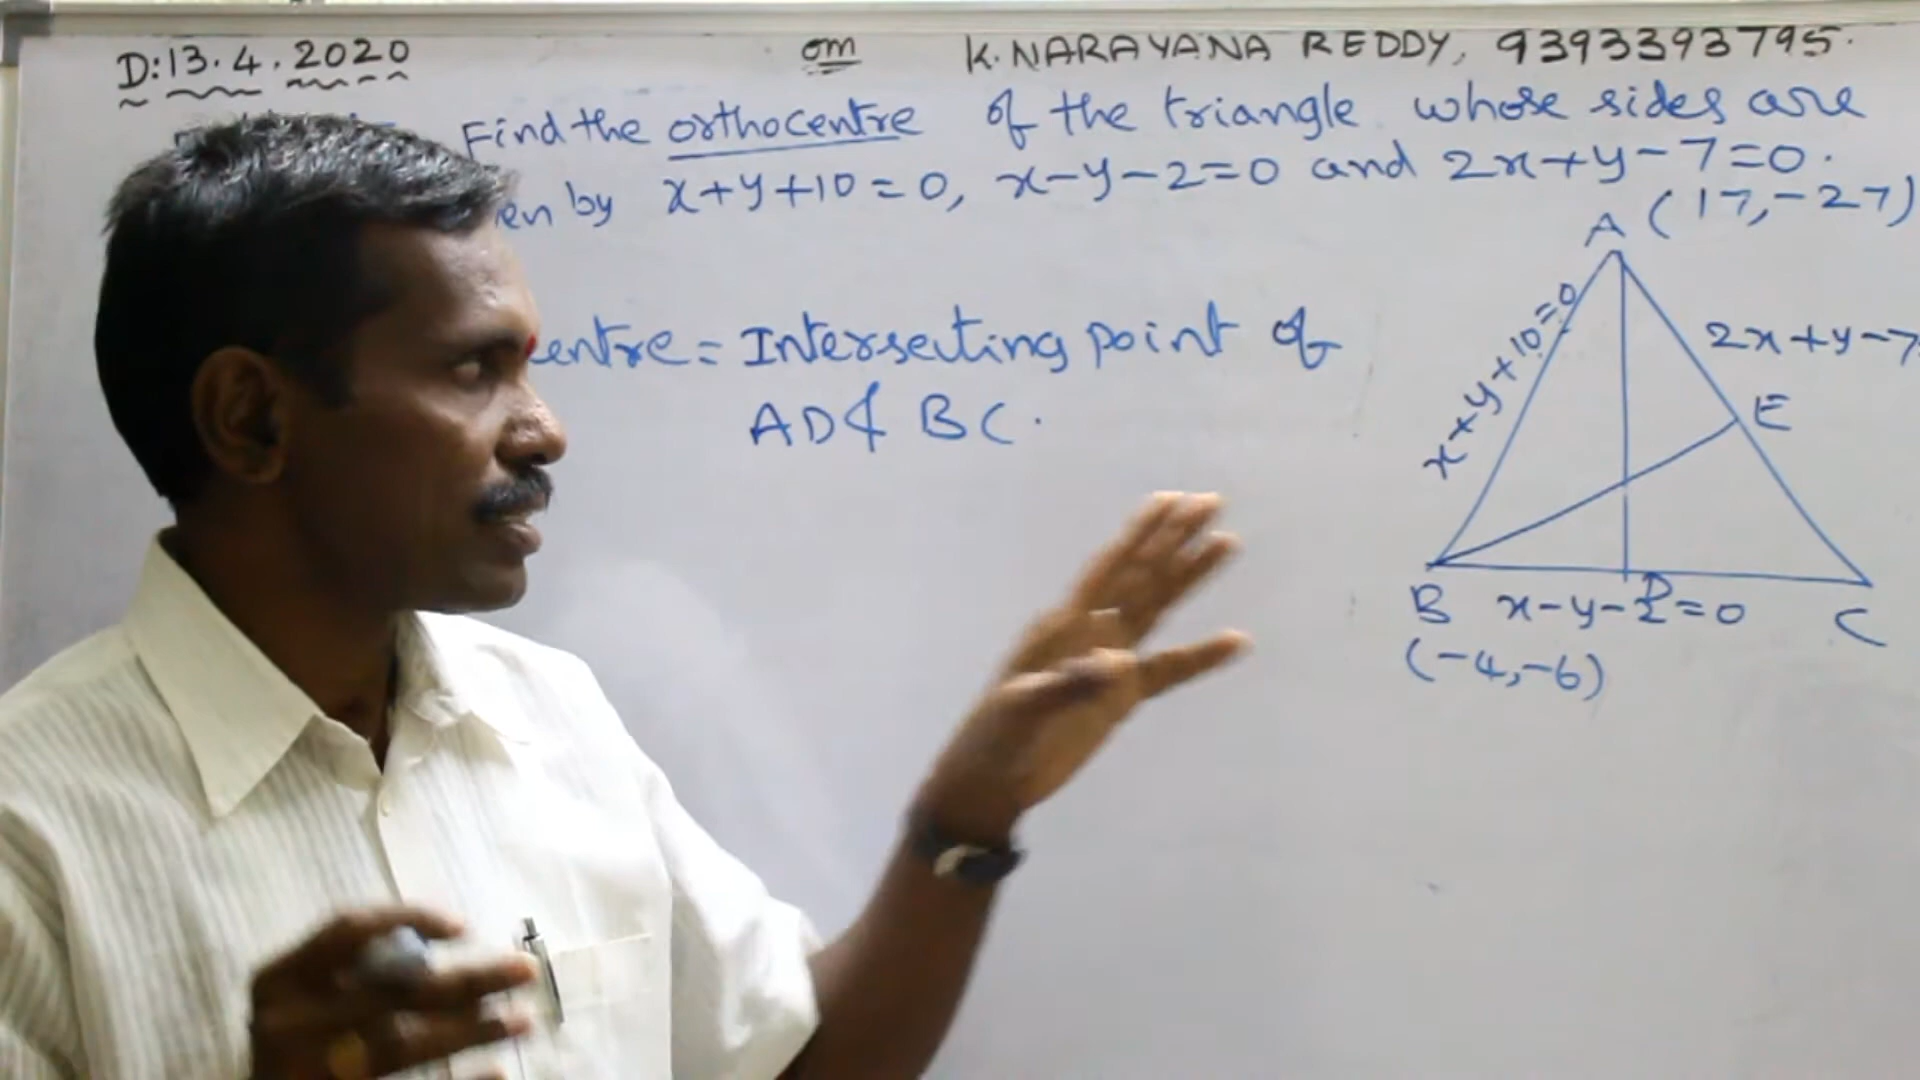 D:13.4.2020
om
K.NARAYANA REDDY, 9393393795.
Find the orthocentre of the triangle whose sides are
en by x+y+10=0, x-y-2=0 and 2x+y-7=0.
A (17,-27)
entre = Intersecting point of
AD & BC.
x+y+10=0
2x+y-7
E
D
B x-y-2=0 C
(-4,-6)